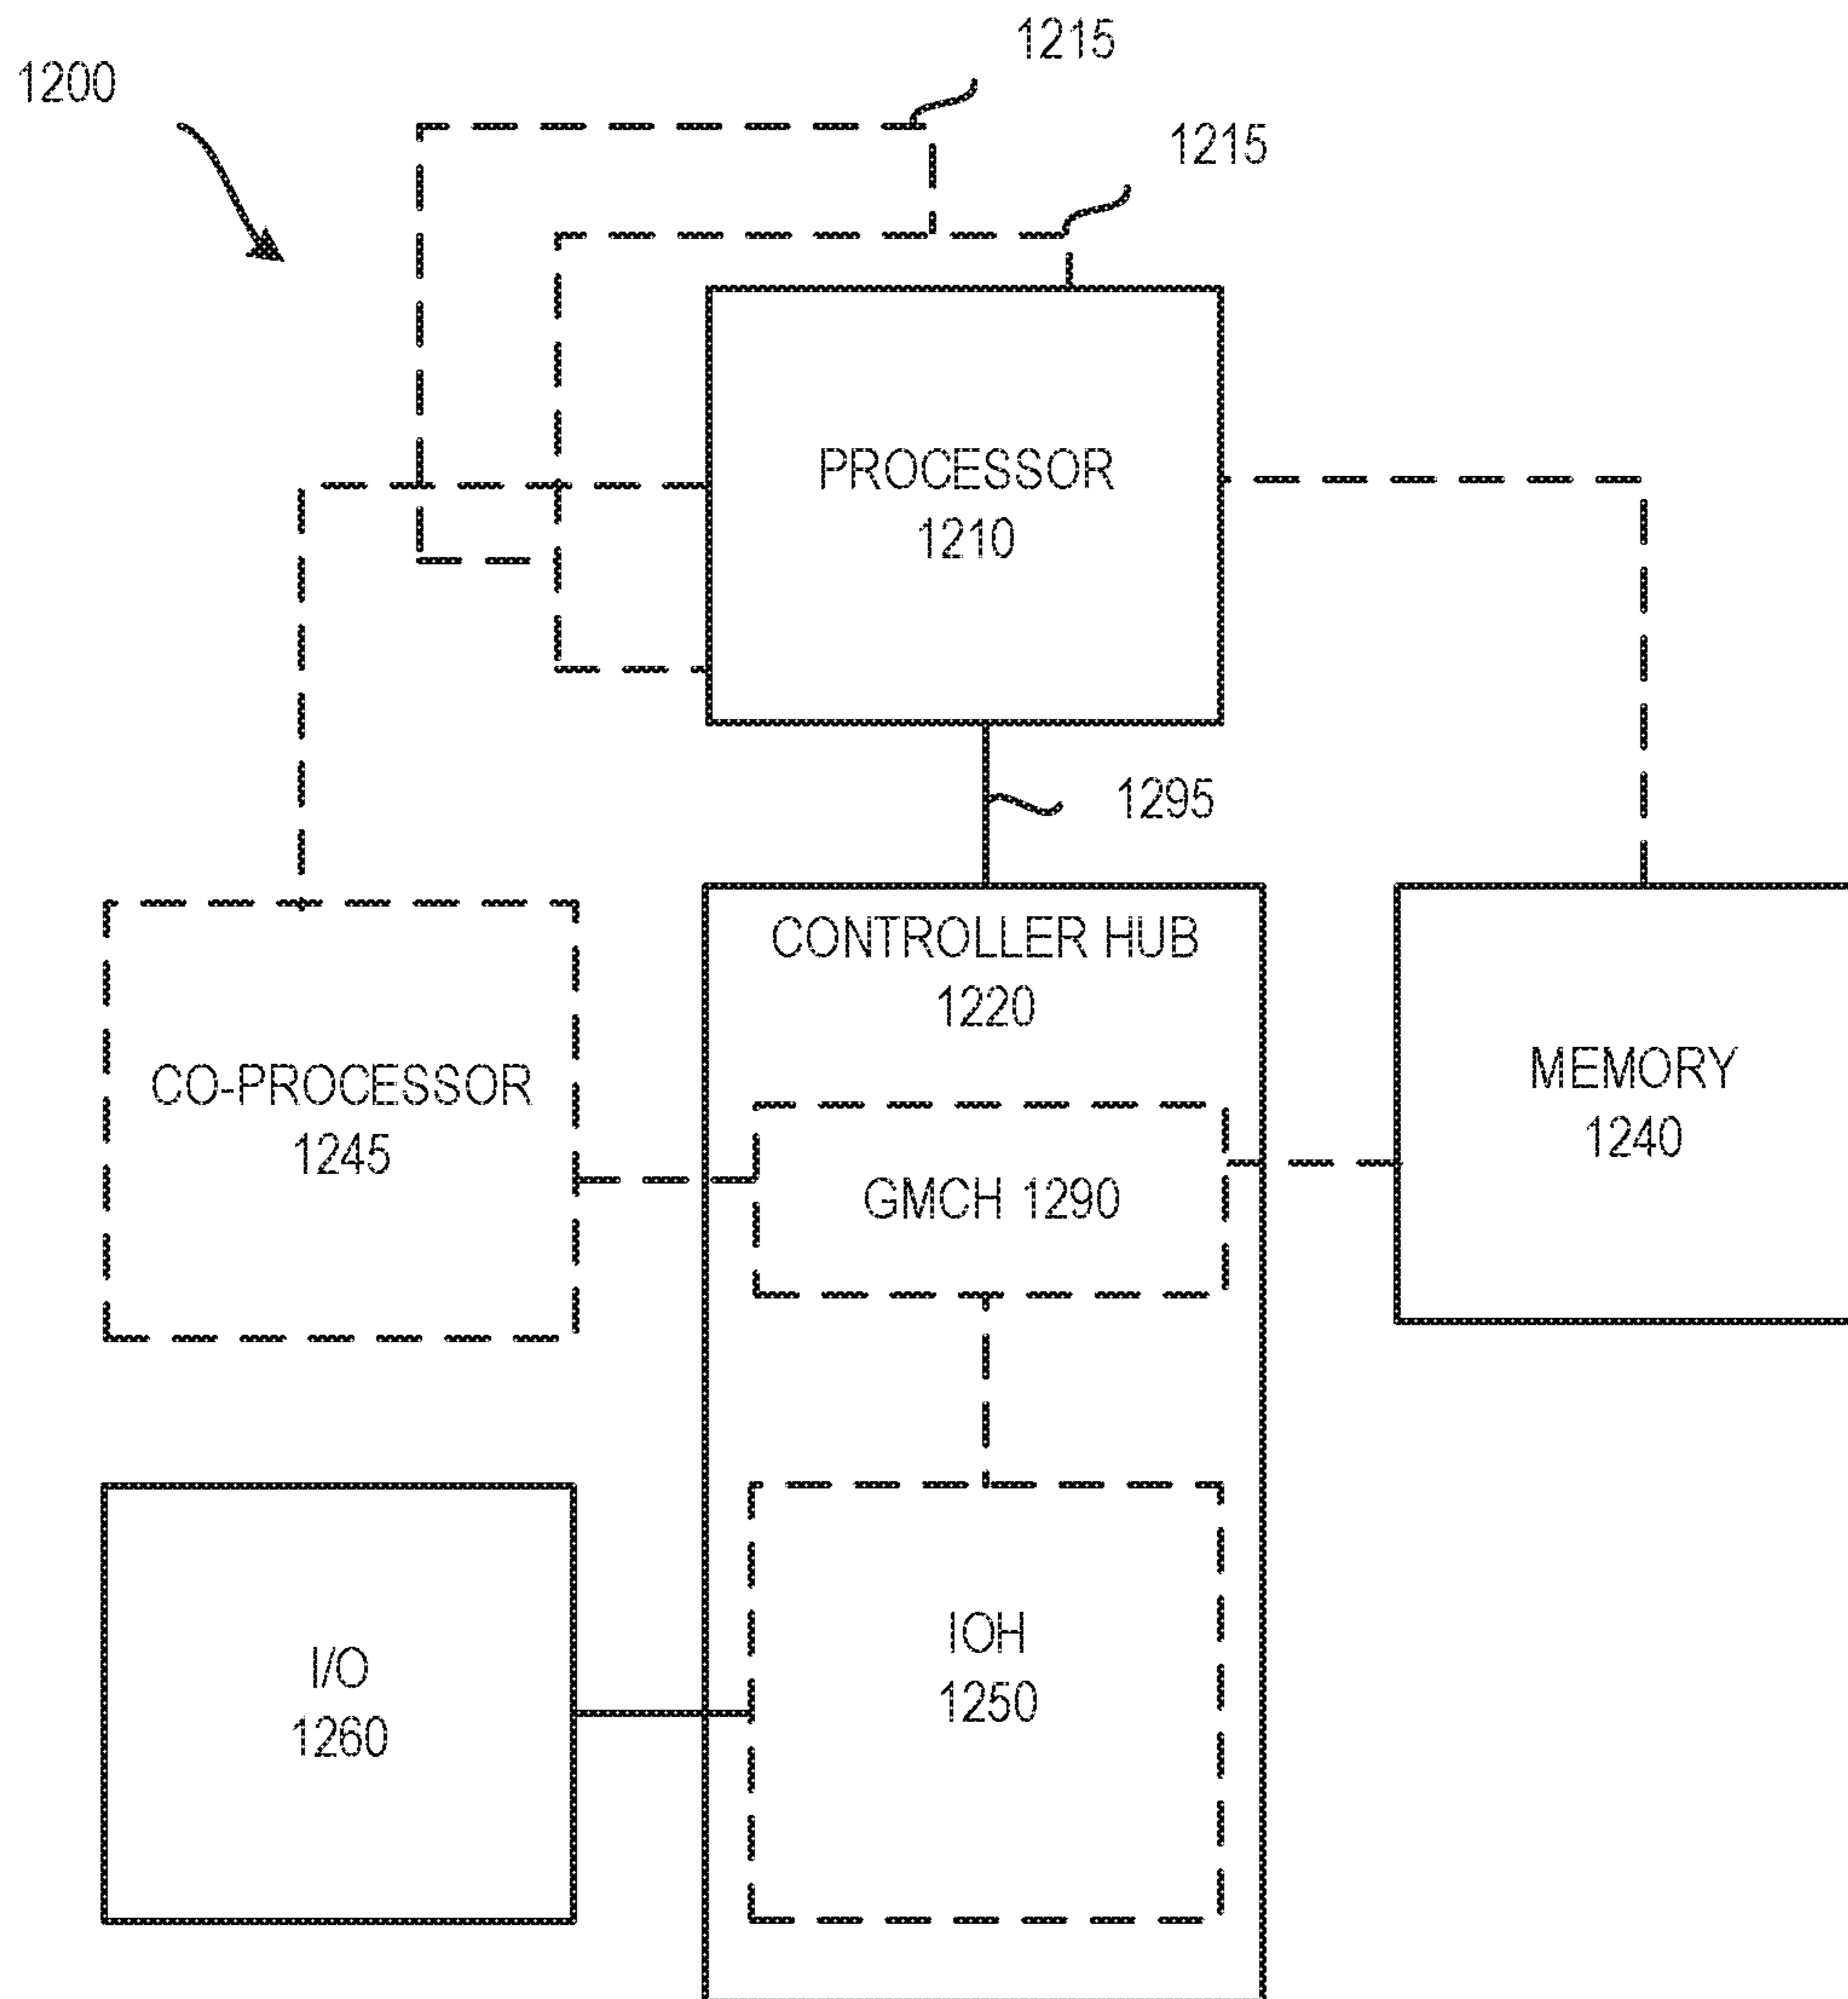 1215
1200
1215
PROCESSOR
1210
1295
CONTROLLER HUB
1220
CO-PROCESSOR
1245
MEMORY
1240
GMCH 1290
I/O
1260
IOH
1250